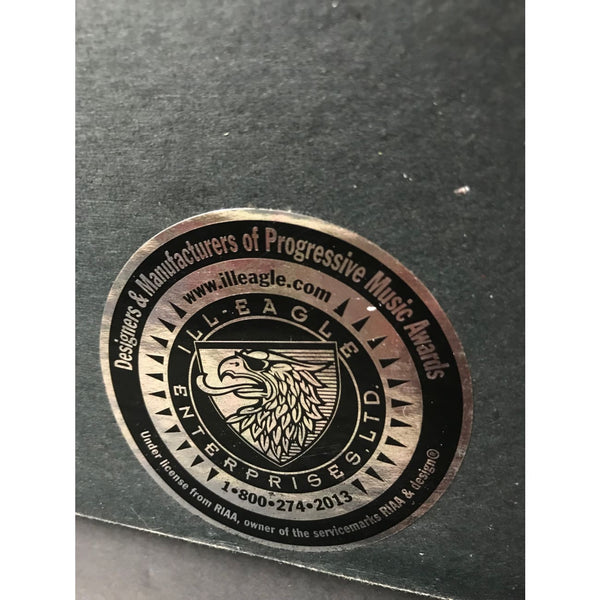 Designers & Manufacturers of Progressive Music Awards
www.illeagle.com
ILL-EAGLE
ENTERPRISES, LTD.
1•800•274•2013
Under license from RIAA, owner of the servicemarks RIAA & design®